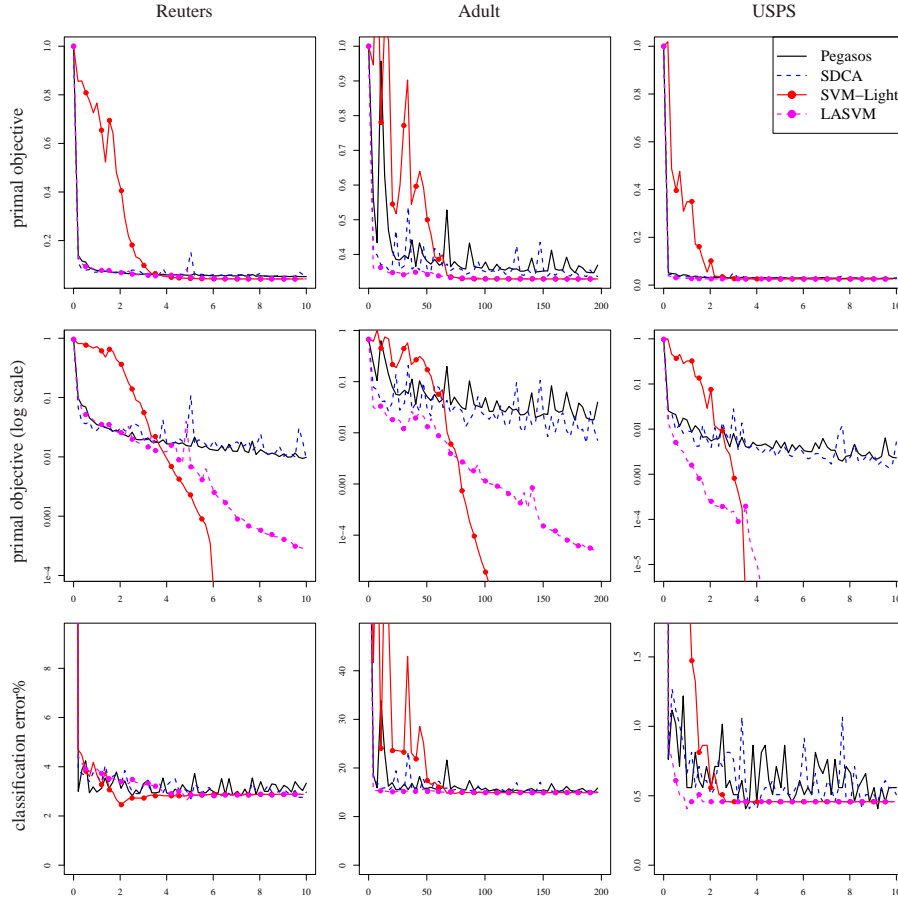 Reuters
Adult
USPS
primal objective
1.0
0.8
0.6
0.4
0.2
0 2 4 6 8 10
1.0
0.9
0.8
0.7
0.6
0.5
0.4
0 50 100 150 200
1.0
0.8
0.6
0.4
0.2
0.0
0 2 4 6 8 10
Pegasos
SDCA
SVM−Light
LASVM
primal objective (log scale)
1
0.1
0.01
0.001
1e−4
0 2 4 6 8 10
1
0.1
0.01
0.001
1e−4
0 50 100 150 200
1
0.1
0.01
0.001
1e−4
1e−5
0 2 4 6 8 10
classification error%
8
6
4
2
0
0 2 4 6 8 10
40
30
20
10
0
0 50 100 150 200
1.5
1.0
0.5
0.0
0 2 4 6 8 10